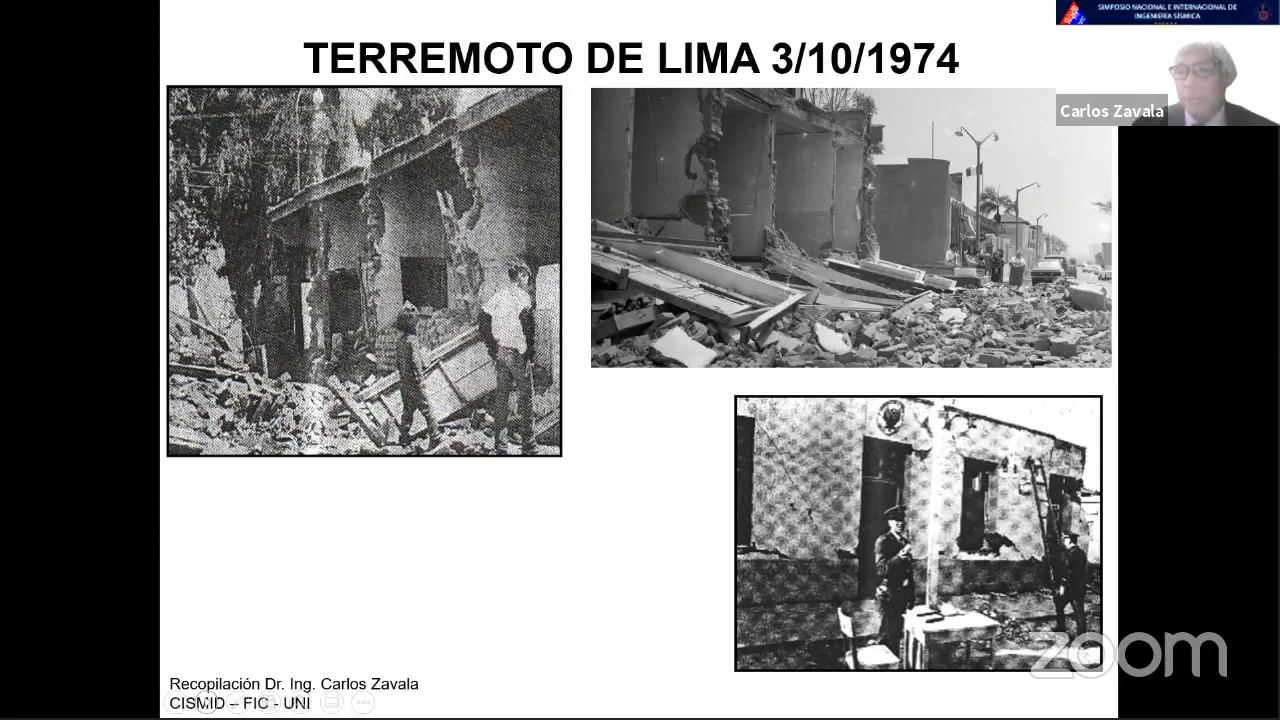 SIMPOSIO NACIONAL E INTERNACIONAL DE
INGENIERÍA SÍSMICA
TERREMOTO DE LIMA 3/10/1974
Carlos Zavala
zoom
Recopilación Dr. Ing. Carlos Zavala
CISMID – FIC - UNI